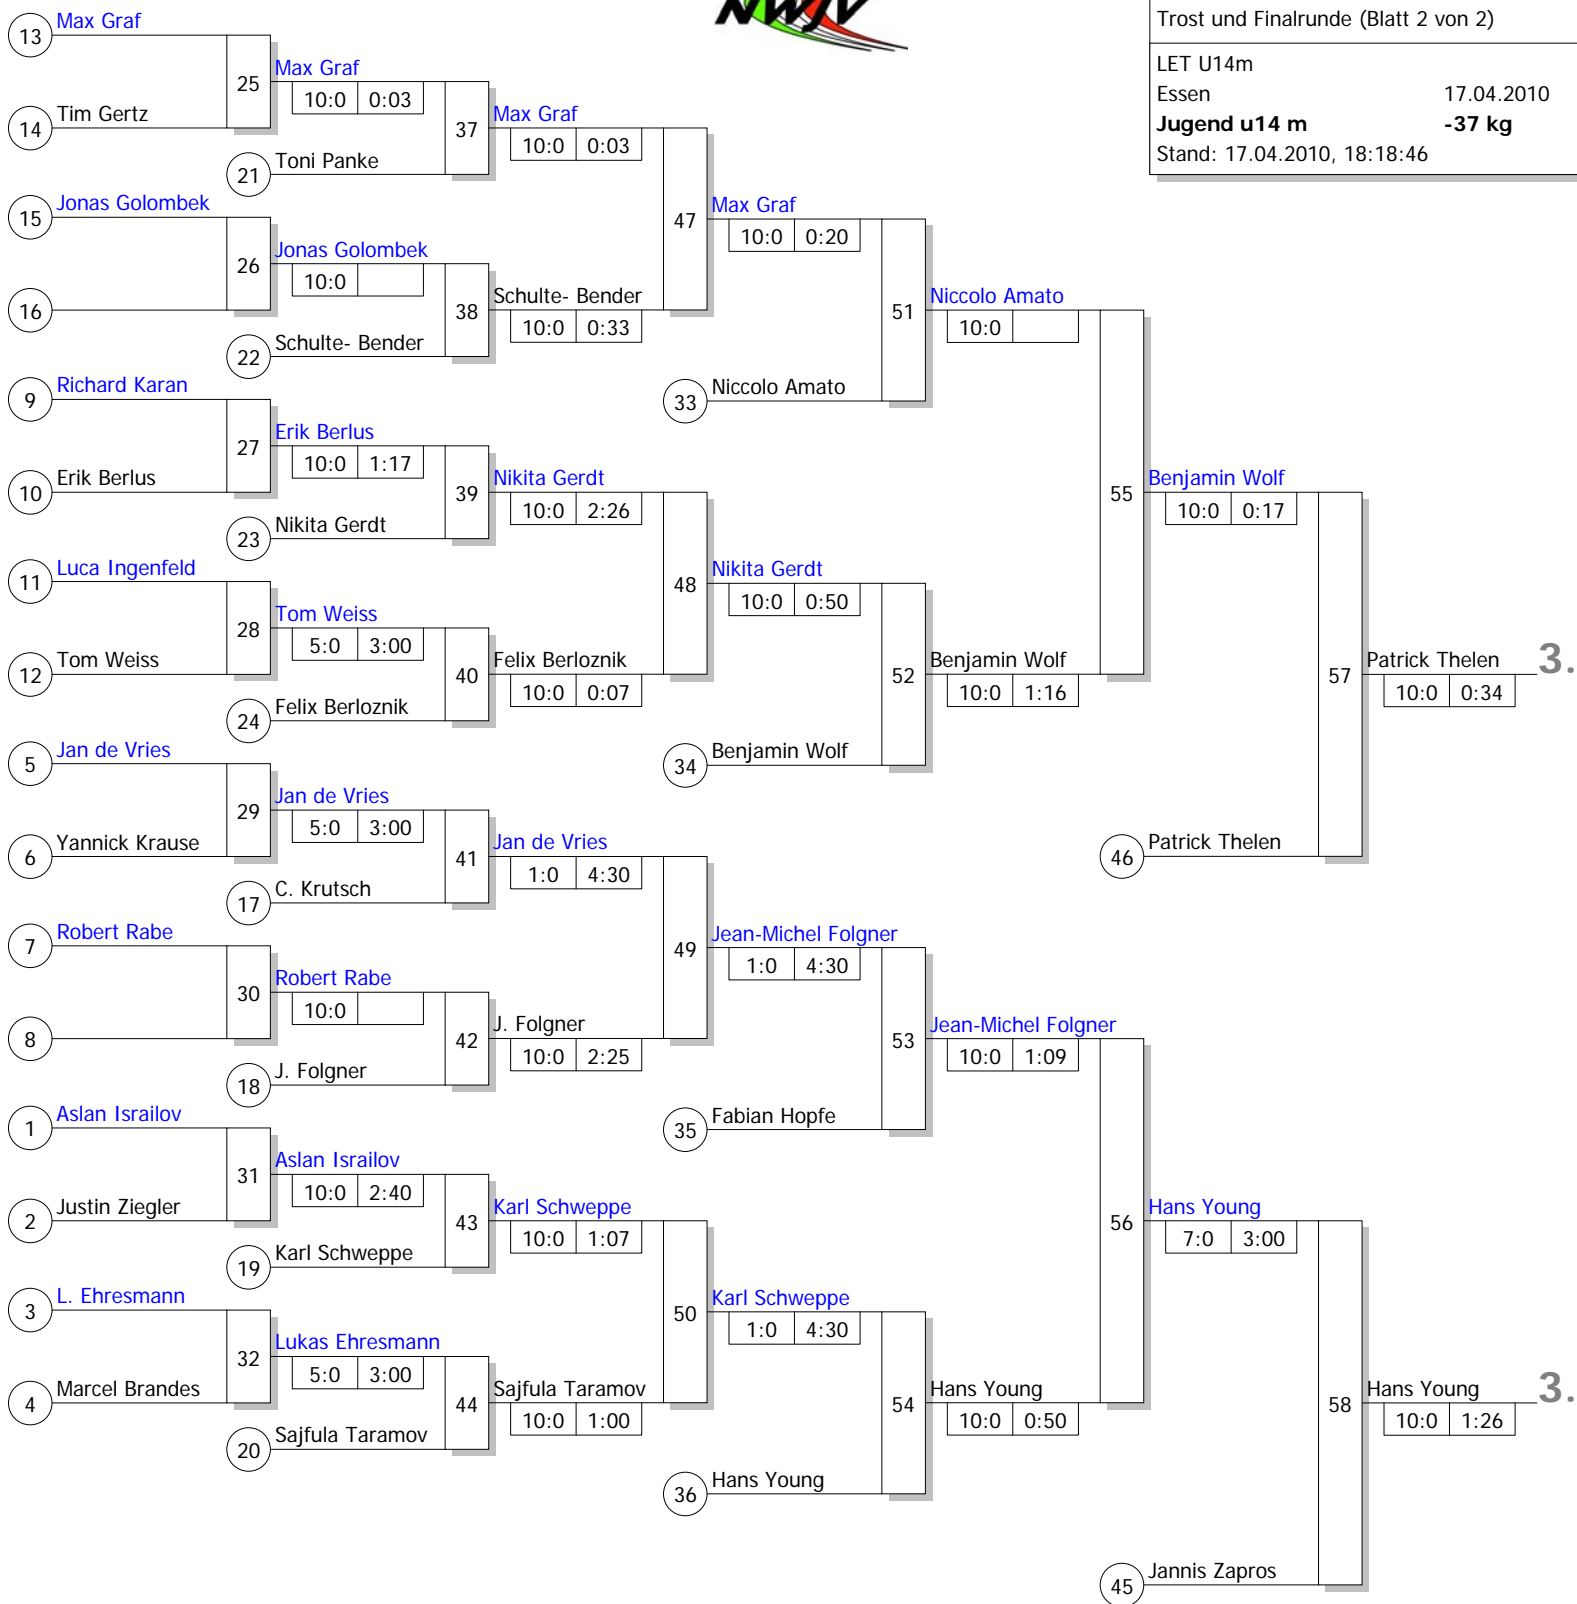 NWJV
Trost und Finalrunde (Blatt 2 von 2)
LET U14m
Essen 17.04.2010
Jugend u14 m -37 kg
Stand: 17.04.2010, 18:18:46
13 Max Graf
25 Max Graf
10:0 0:03
14 Tim Gertz
37 Max Graf
10:0 0:03
21 Toni Panke
15 Jonas Golombek
47 Max Graf
10:0 0:20
26 Jonas Golombek
10:0
16
38 Schulte- Bender
10:0 0:33
22 Schulte- Bender
51 Niccolo Amato
10:0
33 Niccolo Amato
9 Richard Karan
27 Erik Berlus
10:0 1:17
10 Erik Berlus
39 Nikita Gerdt
10:0 2:26
23 Nikita Gerdt
55 Benjamin Wolf
10:0 0:17
11 Luca Ingenfeld
48 Nikita Gerdt
10:0 0:50
28 Tom Weiss
5:0 3:00
12 Tom Weiss
40 Felix Berloznik
10:0 0:07
52 Benjamin Wolf
10:0 1:16
57 Patrick Thelen 3.
10:0 0:34
24 Felix Berloznik
34 Benjamin Wolf
5 Jan de Vries
29 Jan de Vries
5:0 3:00
6 Yannick Krause
41 Jan de Vries
1:0 4:30
46 Patrick Thelen
17 C. Krutsch
7 Robert Rabe
49 Jean-Michel Folgner
1:0 4:30
30 Robert Rabe
10:0
8
42 J. Folgner
10:0 2:25
53 Jean-Michel Folgner
10:0 1:09
18 J. Folgner
35 Fabian Hopfe
1 Aslan Israilov
31 Aslan Israilov
10:0 2:40
2 Justin Ziegler
43 Karl Schweppe
10:0 1:07
56 Hans Young
7:0 3:00
19 Karl Schweppe
3 L. Ehresmann
50 Karl Schweppe
1:0 4:30
32 Lukas Ehresmann
5:0 3:00
4 Marcel Brandes
44 Sajfula Taramov
10:0 1:00
54 Hans Young
10:0 0:50
58 Hans Young 3.
10:0 1:26
20 Sajfula Taramov
36 Hans Young
45 Jannis Zapros